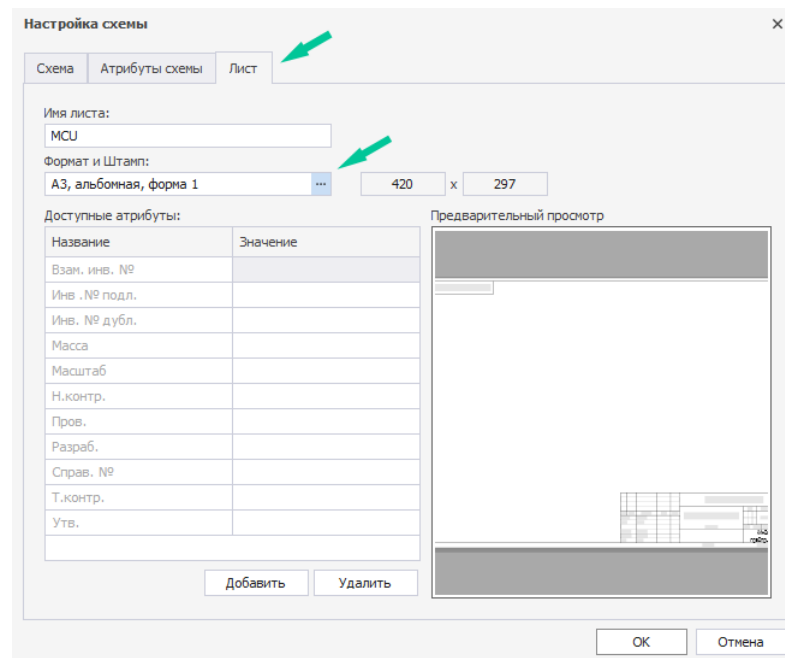 Настройка схемы
Схема Атрибуты схемы Лист
Имя листа:
MCU
Формат и Штамп:
А3, альбомная, форма 1 ... 420 x 297
Доступные атрибуты: Предварительный просмотр
Название Значение
Взам. инв. №
Инв .№ подл.
Инв. № дубл.
Масса
Масштаб
Н.контр.
Пров.
Разраб.
Справ. №
Т.контр.
Утв.
Добавить Удалить
OK Отмена